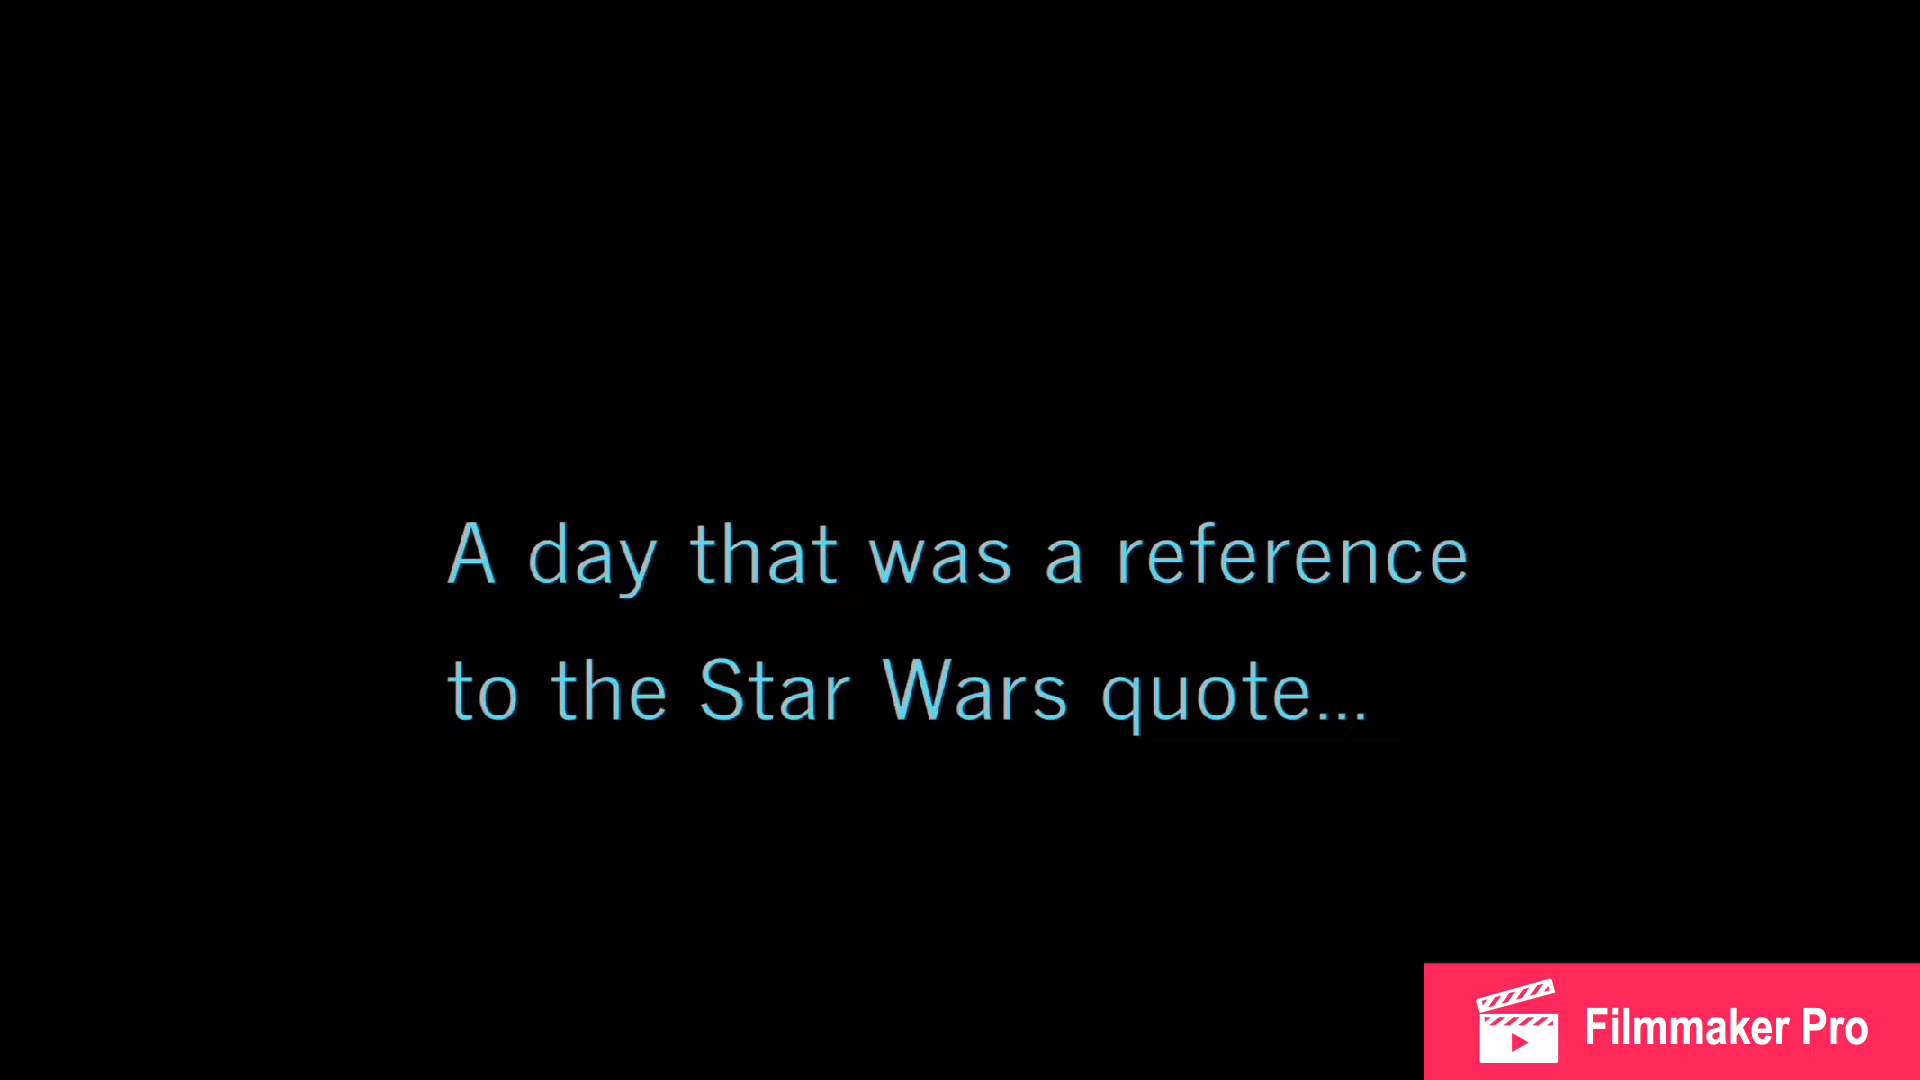 A day that was a reference
to the Star Wars quote...
Filmmaker Pro